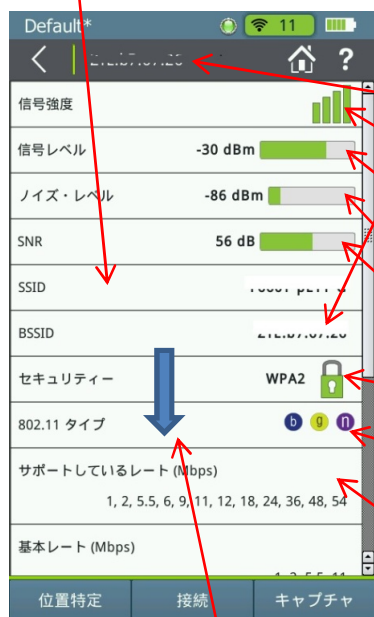 Default* 11
?
信号強度
信号レベル -30 dBm
ノイズ・レベル -86 dBm
SNR 56 dB
SSID
BSSID
セキュリティー WPA2
802.11 タイプ b g n
サポートしているレート (Mbps)
1, 2, 5.5, 6, 9, 11, 12, 18, 24, 36, 48, 54
基本レート (Mbps)
位置特定 接続 キャプチャ